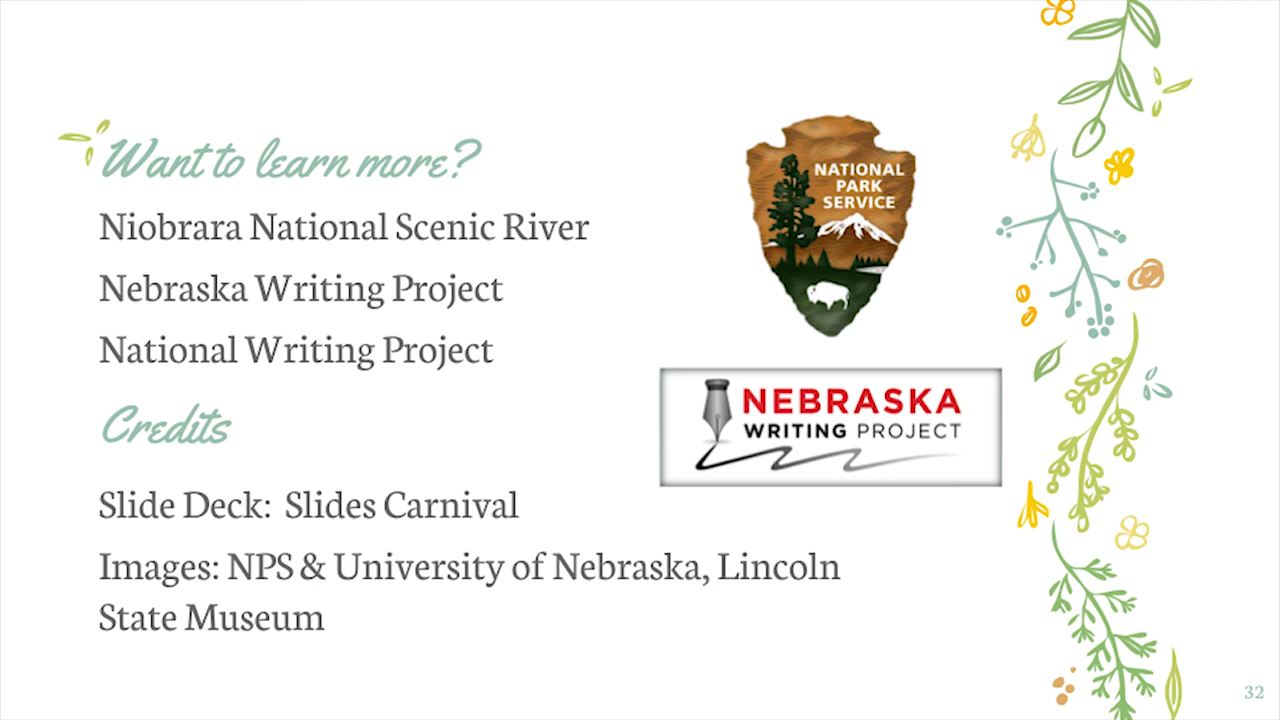 Want to learn more?
Niobrara National Scenic River
Nebraska Writing Project
National Writing Project
NATIONAL
PARK
SERVICE
NEBRASKA
WRITING PROJECT
Credits
Slide Deck: Slides Carnival
Images: NPS & University of Nebraska, Lincoln
State Museum
32